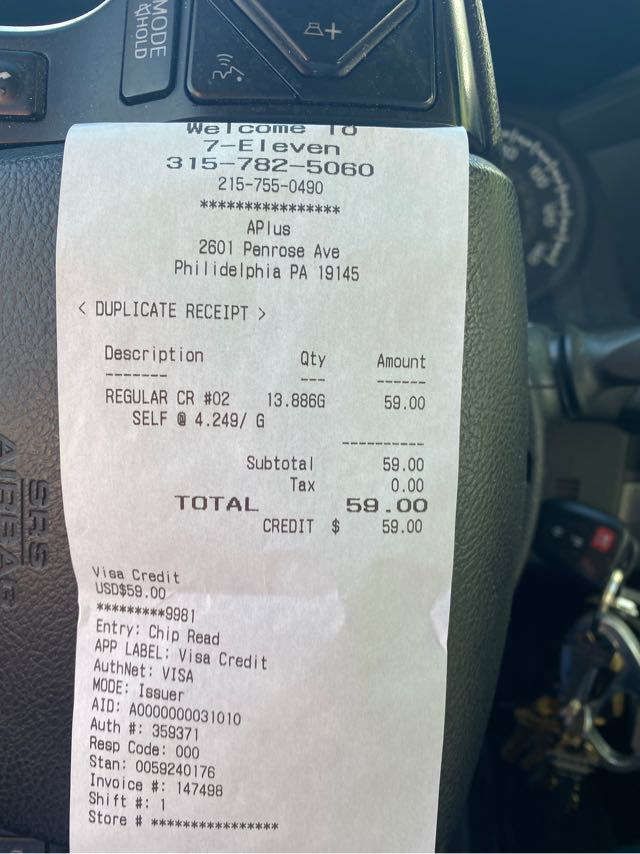 MODE
HOLD
Welcome To
7-Eleven
315-782-5060
215-755-0490
****************
APlus
2601 Penrose Ave
Philidelphia PA 19145
< DUPLICATE RECEIPT >
Description Qty Amount
------- --- ------
REGULAR CR #02 13.886G 59.00
SELF @ 4.249/ G
----------
Subtotal 59.00
Tax 0.00
TOTAL 59.00
CREDIT $ 59.00
Visa Credit
USD$59.00
*********9981
Entry: Chip Read
APP LABEL: Visa Credit
AuthNet: VISA
MODE: Issuer
AID: A0000000031010
Auth #: 359371
Resp Code: 000
Stan: 0059240176
Invoice #: 147498
Shift #: 1
Store # *****************
SRS
AIRBAG